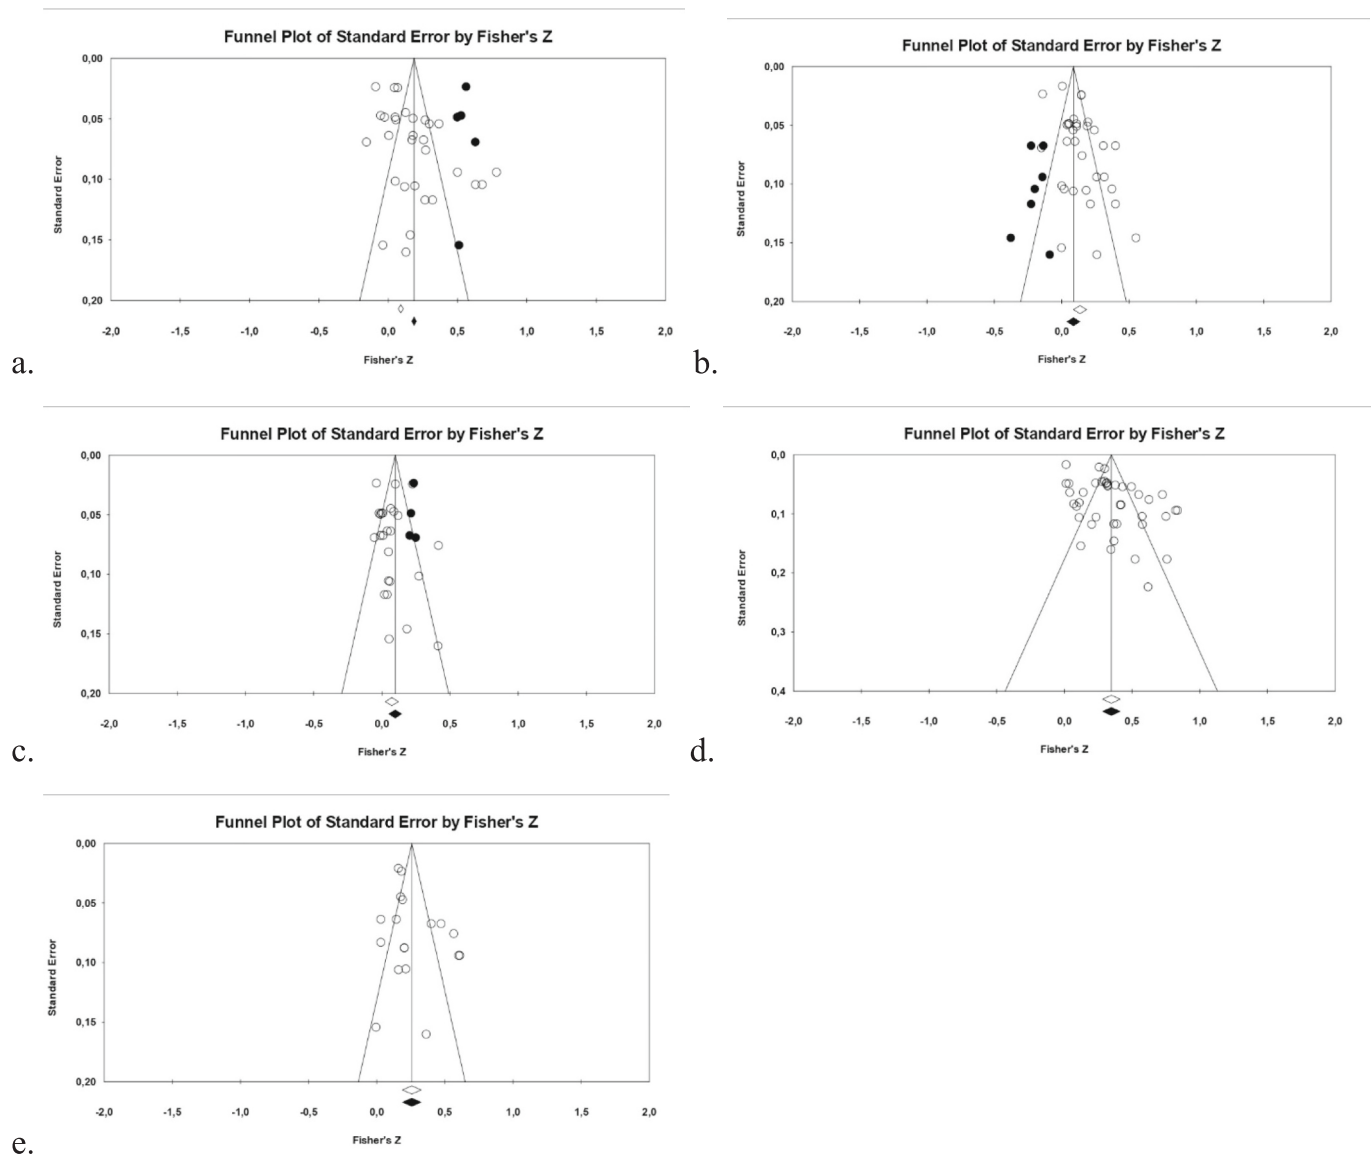 Funnel Plot of Standard Error by Fisher's Z
0,00
0,05
0,10
0,15
0,20
Standard Error
-2,0 -1,5 -1,0 -0,5 0,0 0,5 1,0 1,5 2,0
Fisher's Z
a.
Funnel Plot of Standard Error by Fisher's Z
0,00
0,05
0,10
0,15
0,20
Standard Error
-2,0 -1,5 -1,0 -0,5 0,0 0,5 1,0 1,5 2,0
Fisher's Z
b.
Funnel Plot of Standard Error by Fisher's Z
0,00
0,05
0,10
0,15
0,20
Standard Error
-2,0 -1,5 -1,0 -0,5 0,0 0,5 1,0 1,5 2,0
Fisher's Z
c.
Funnel Plot of Standard Error by Fisher's Z
0,0
0,1
0,2
0,3
0,4
Standard Error
-2,0 -1,5 -1,0 -0,5 0,0 0,5 1,0 1,5 2,0
Fisher's Z
d.
Funnel Plot of Standard Error by Fisher's Z
0,00
0,05
0,10
0,15
0,20
Standard Error
-2,0 -1,5 -1,0 -0,5 0,0 0,5 1,0 1,5 2,0
Fisher's Z
e.